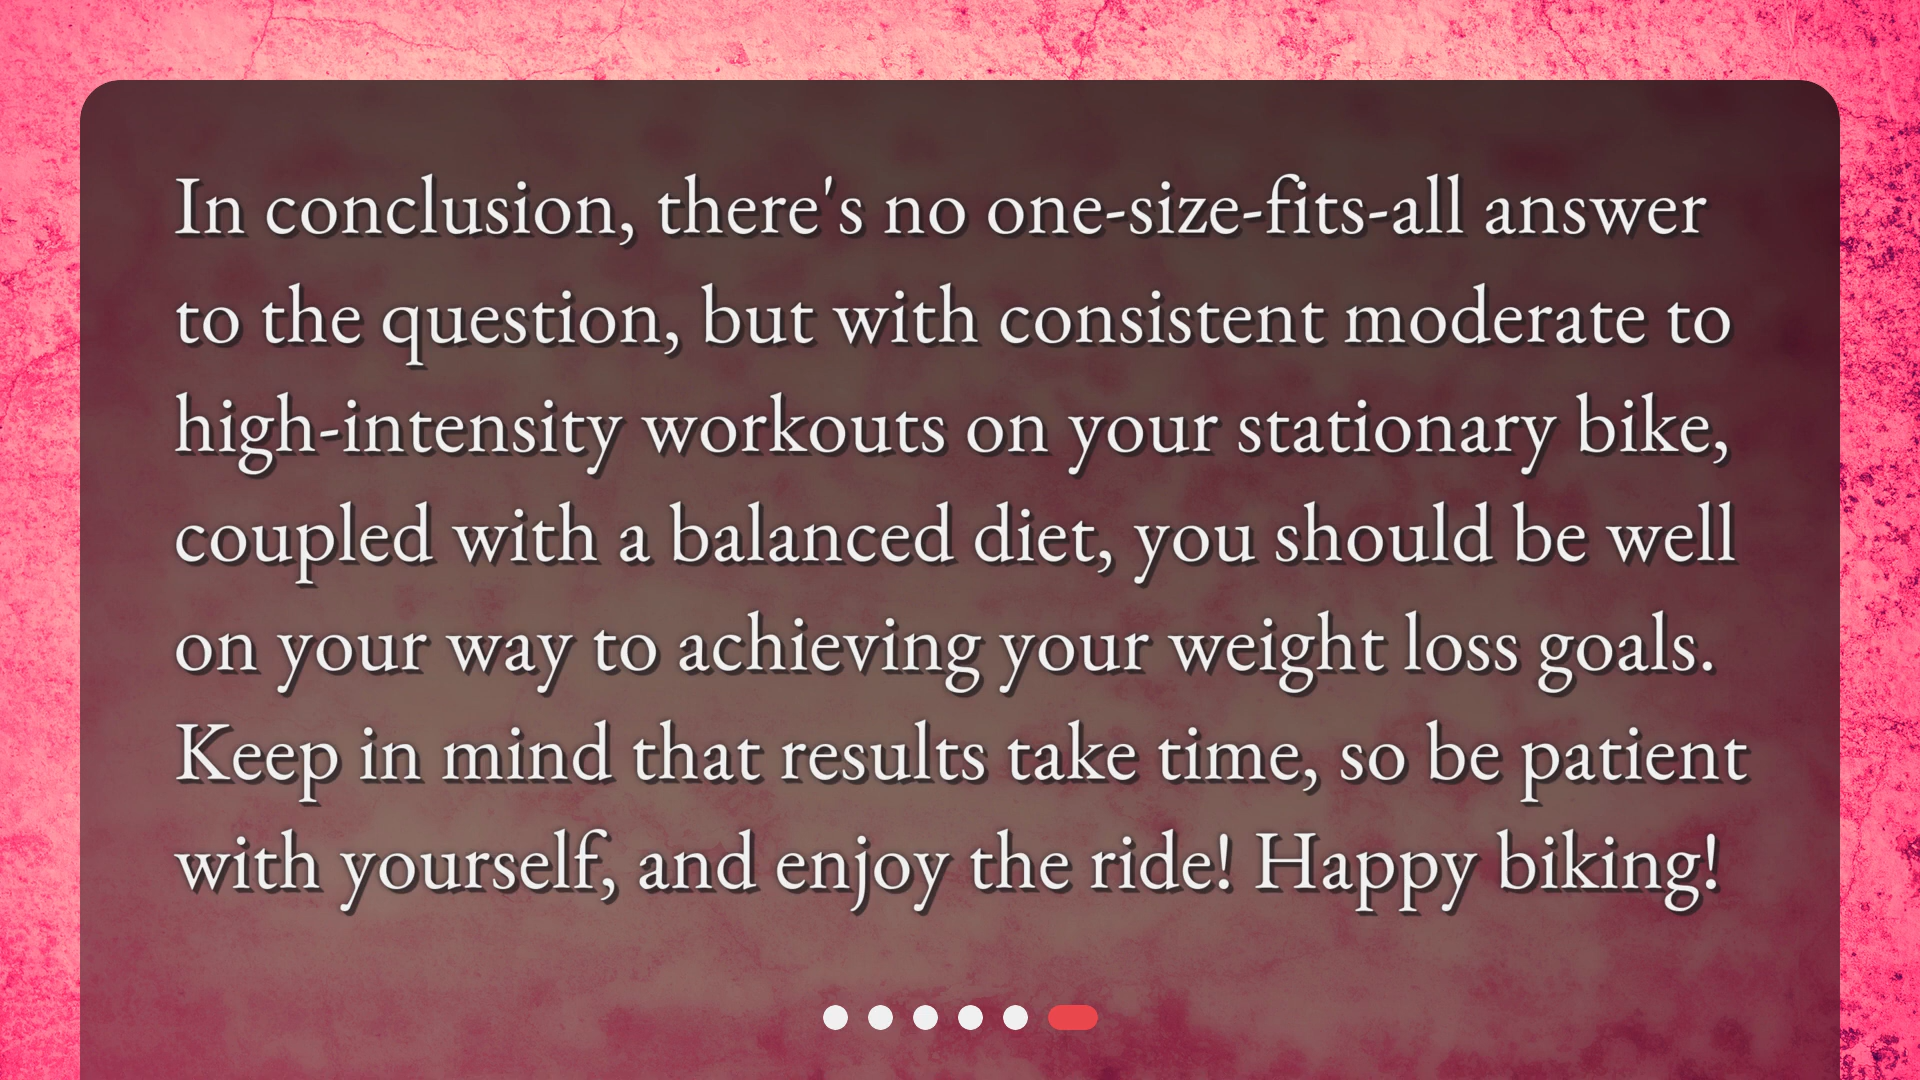 In conclusion, there's no one-size-fits-all answer
to the question, but with consistent moderate to
high-intensity workouts on your stationary bike,
coupled with a balanced diet, you should be well
on your way to achieving your weight loss goals.
Keep in mind that results take time, so be patient
with yourself, and enjoy the ride! Happy biking!